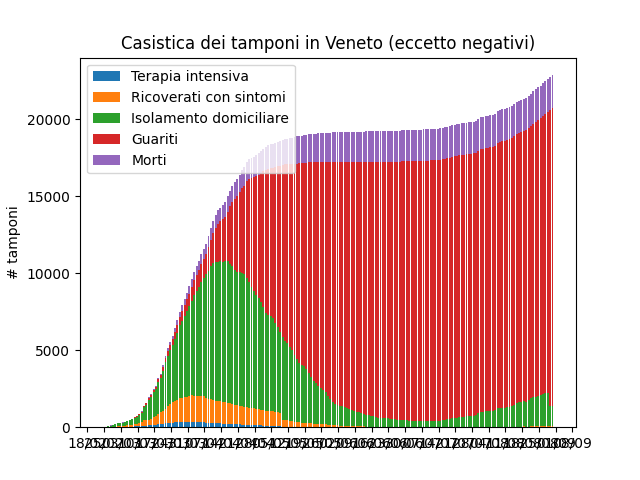 Casistica dei tamponi in Veneto (eccetto negativi)
Terapia intensiva
Ricoverati con sintomi
Isolamento domiciliare
Guariti
Morti
# tamponi
20000
15000
10000
5000
0